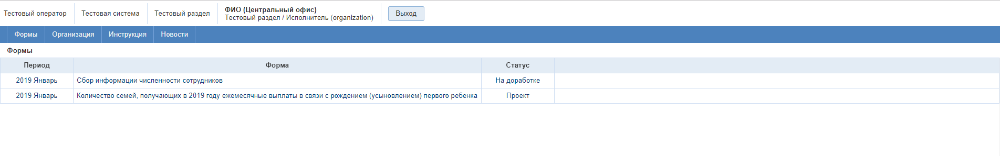 Тестовый оператор Тестовая система Тестовый раздел ФИО (Центральный офис) Выход
Тестовый раздел / Исполнитель (organization)
Формы Организация Инструкция Новости
Формы
Период Форма Статус
2019 Январь Сбор информации численности сотрудников На доработке
2019 Январь Количество семей, получающих в 2019 году ежемесячные выплаты в связи с рождением (усыновлением) первого ребенка Проект